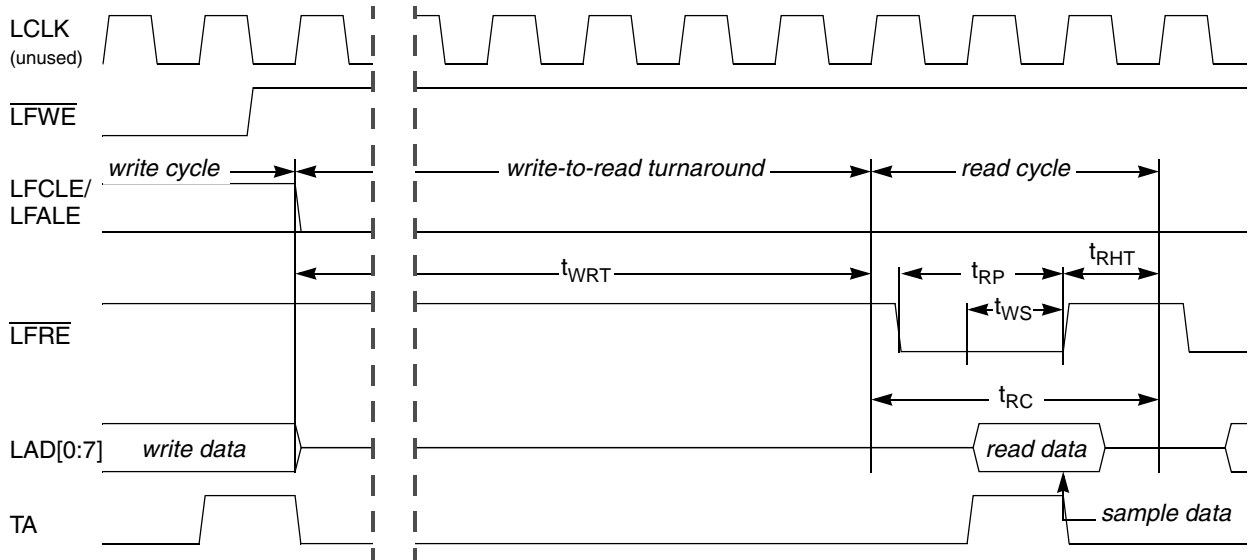 LCLK
(unused)
LFWE
write cycle write-to-read turnaround read cycle
LFCLE/
LFALE
tWRT tRP tRHT
tWS
LFRE
tRC
LAD[0:7] write data read data
TA sample data